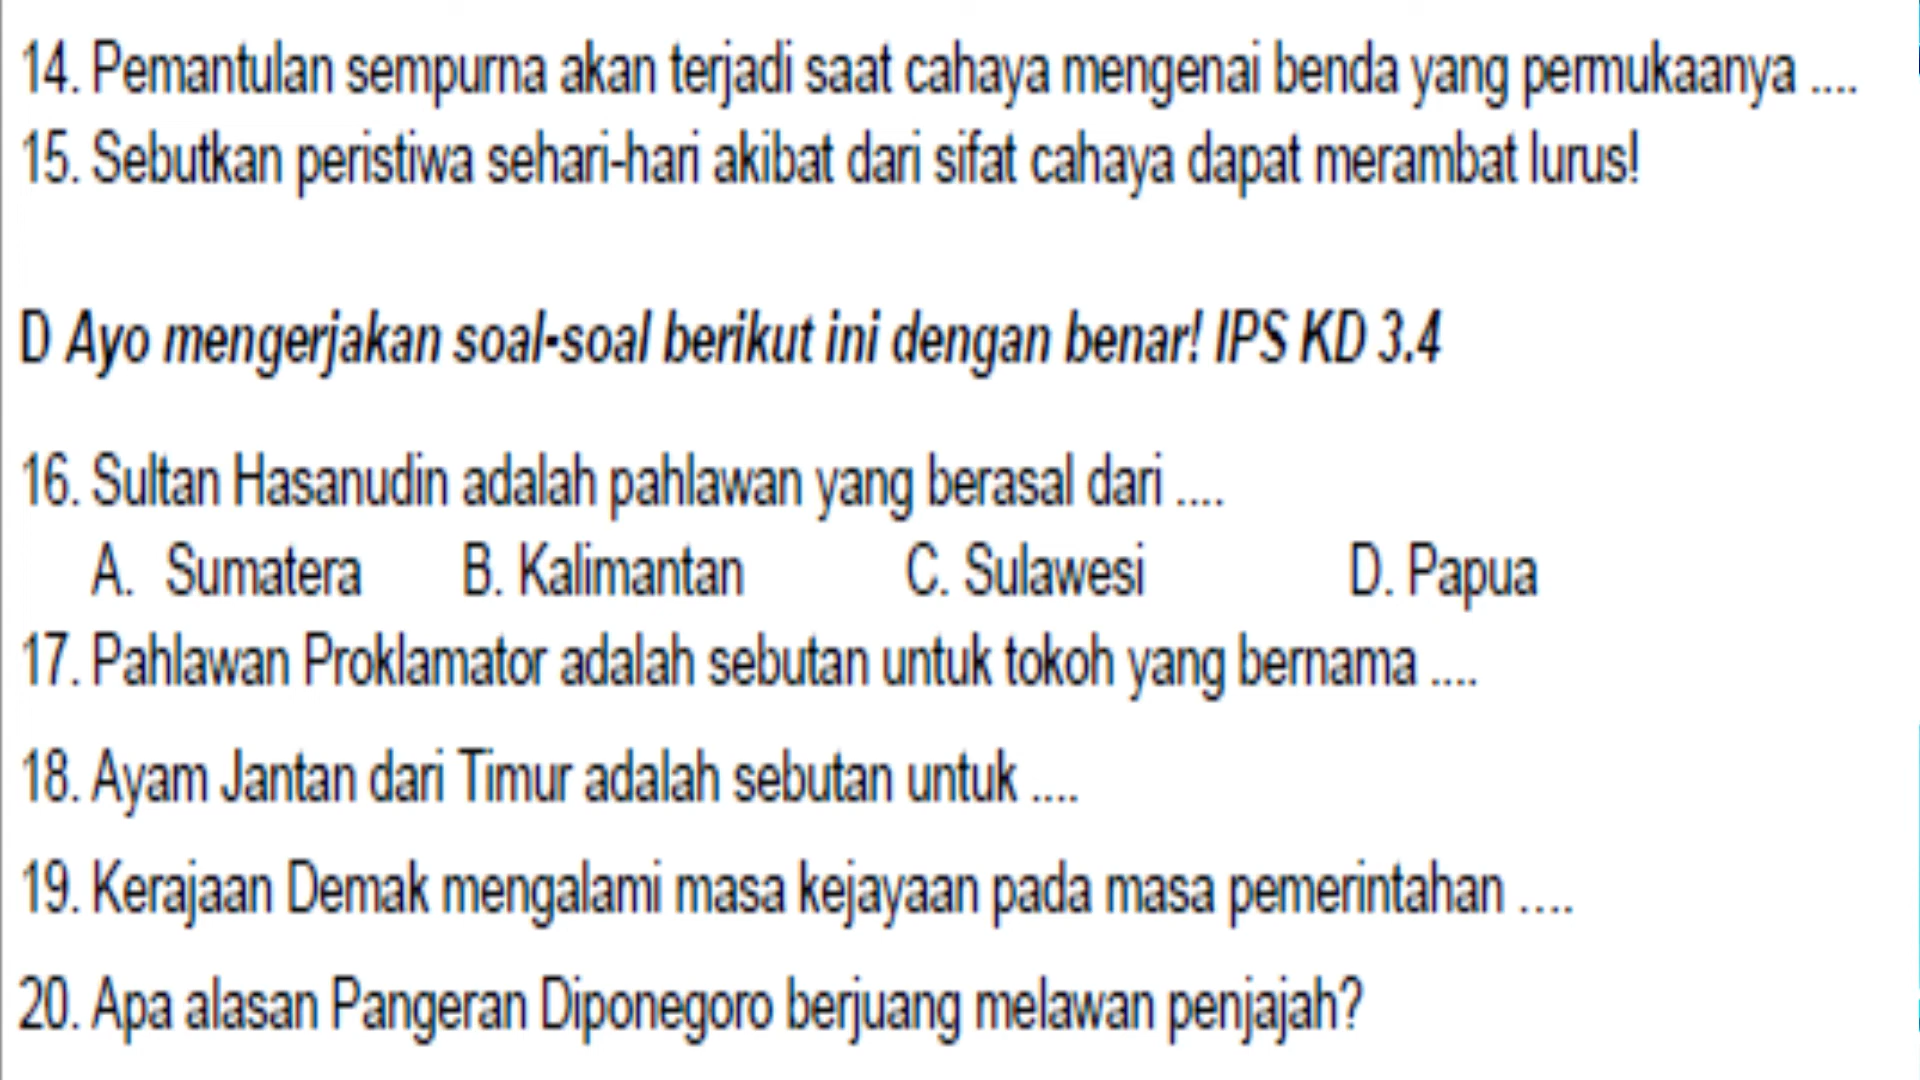 14. Pemantulan sempurna akan terjadi saat cahaya mengenai benda yang permukaanya ....
15. Sebutkan peristiwa sehari-hari akibat dari sifat cahaya dapat merambat lurus!
D Ayo mengerjakan soal-soal berikut ini dengan benar! IPS KD 3.4
16. Sultan Hasanudin adalah pahlawan yang berasal dari ....
A. Sumatera B. Kalimantan C. Sulawesi D. Papua
17. Pahlawan Proklamator adalah sebutan untuk tokoh yang bernama ....
18. Ayam Jantan dari Timur adalah sebutan untuk ....
19. Kerajaan Demak mengalami masa kejayaan pada masa pemerintahan ....
20. Apa alasan Pangeran Diponegoro berjuang melawan penjajah?